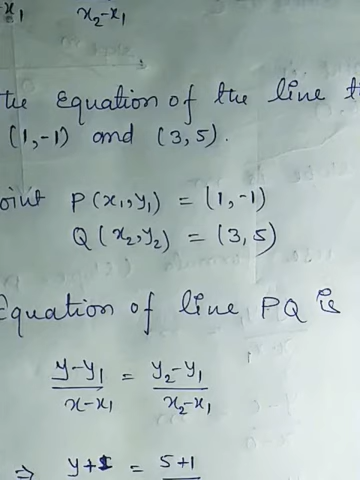 x₁ x₂-x₁
the Equation of the line
(1,-1) and (3,5).
P(x₁,y₁) = (1,-1)
Q(x₂,y₂) = (3,5)
Equation of line PQ is
y-y₁ / x-x₁ = y₂-y₁ / x₂-x₁
⇒ y+1 = 5+1